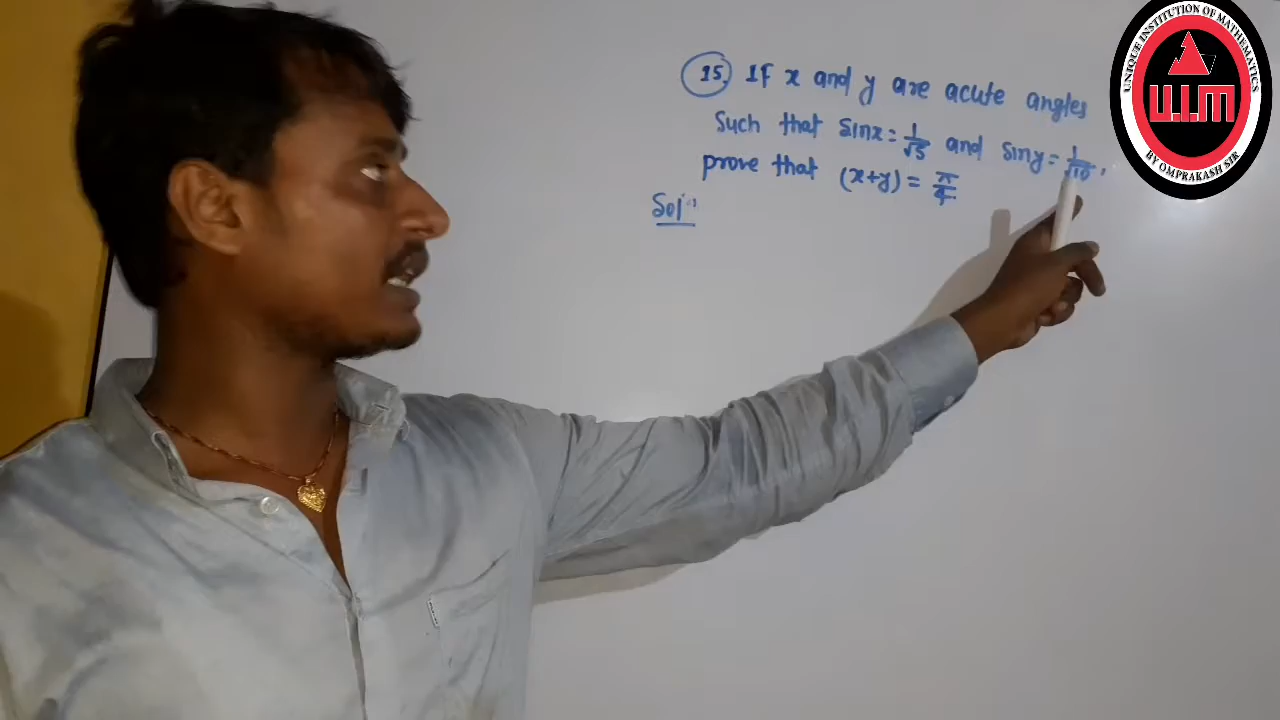 15. If x and y are acute angles
Such that sinx = 1/√5 and siny = 1/√10,
prove that (x+y) = π/4
Solⁿ:
UNIQUE INSTITUTION OF MATHEMATICS
U.I.M
BY OMPRAKASH SIR